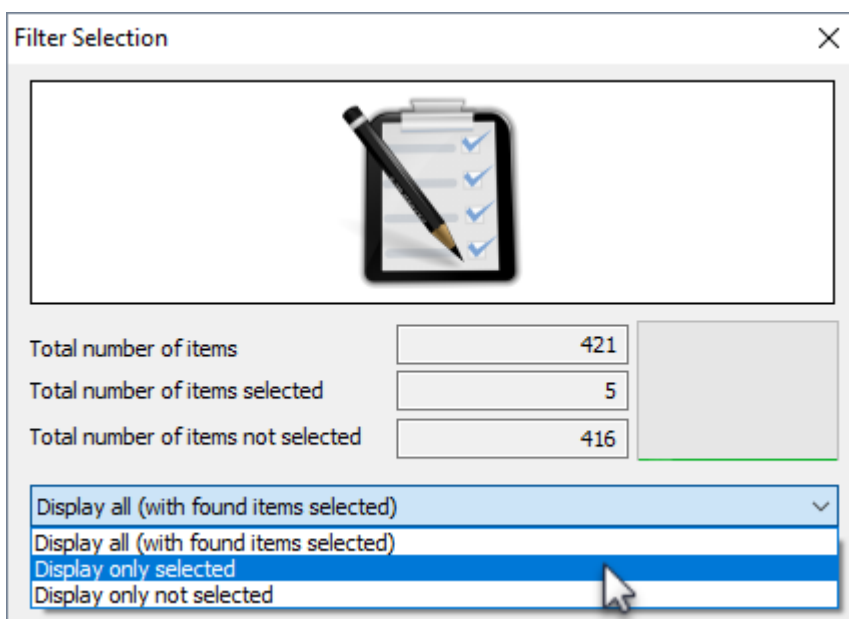 Filter Selection
Total number of items 421
Total number of items selected 5
Total number of items not selected 416
Display all (with found items selected)
Display all (with found items selected)
Display only selected
Display only not selected